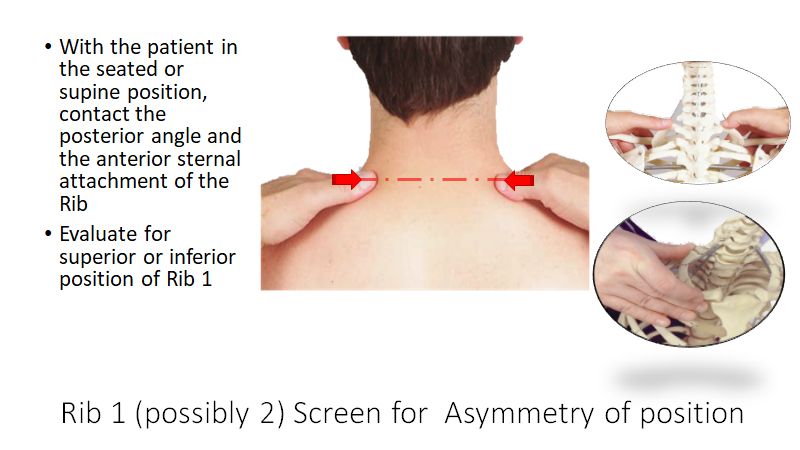 • With the patient in
the seated or
supine position,
contact the
posterior angle and
the anterior sternal
attachment of the
Rib
• Evaluate for
superior or inferior
position of Rib 1
Rib 1 (possibly 2) Screen for  Asymmetry of position